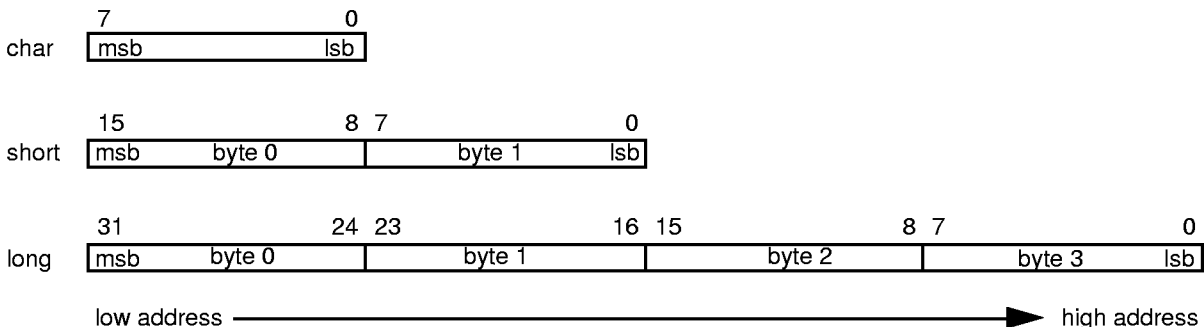 7 0
char msb lsb
15 8 7 0
short msb byte 0 byte 1 lsb
31 24 23 16 15 8 7 0
long msb byte 0 byte 1 byte 2 byte 3 lsb
low address high address